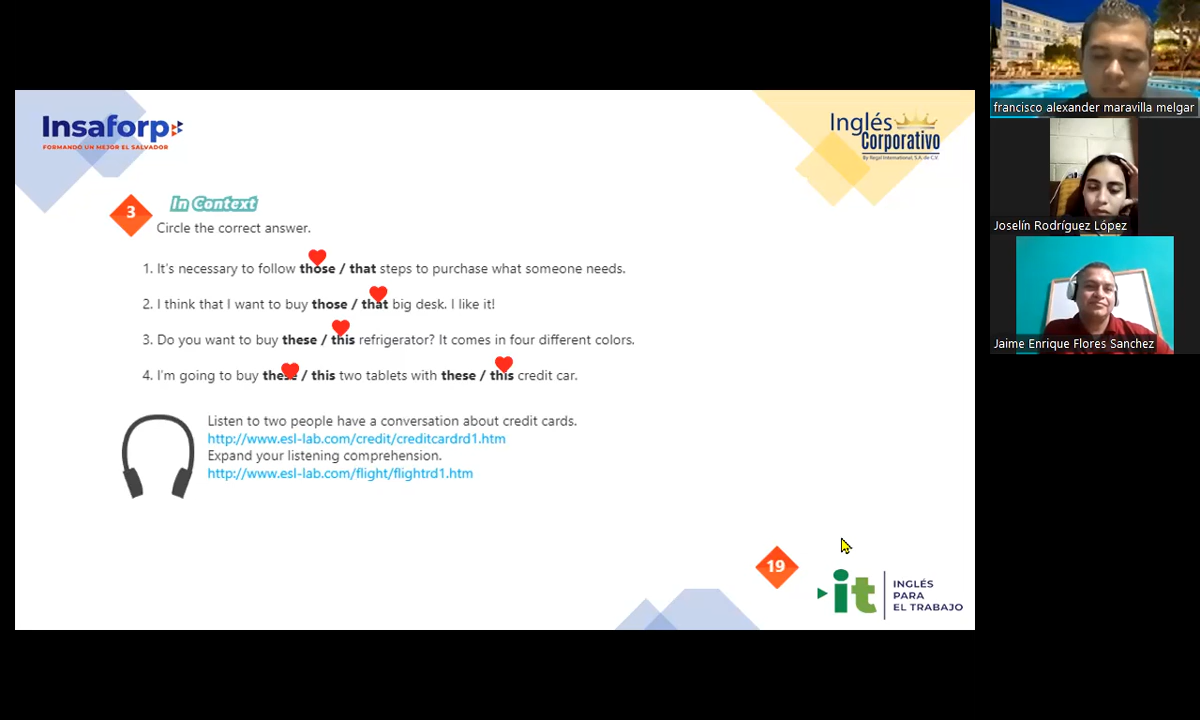 Insaforp
FORMANDO UN MEJOR EL SALVADOR
Inglés
Corporativo
By Regal International, S.A. de C.V.
3
In Context
Circle the correct answer.
1. It's necessary to follow those / that steps to purchase what someone needs.
2. I think that I want to buy those / that big desk. I like it!
3. Do you want to buy these / this refrigerator? It comes in four different colors.
4. I'm going to buy these / this two tablets with these / this credit car.
Listen to two people have a conversation about credit cards.
http://www.esl-lab.com/credit/creditcardrd1.htm
Expand your listening comprehension.
http://www.esl-lab.com/flight/flightrd1.htm
19
it
INGLÉS
PARA
EL TRABAJO
francisco alexander maravilla melgar
Joselín Rodríguez López
Jaime Enrique Flores Sanchez